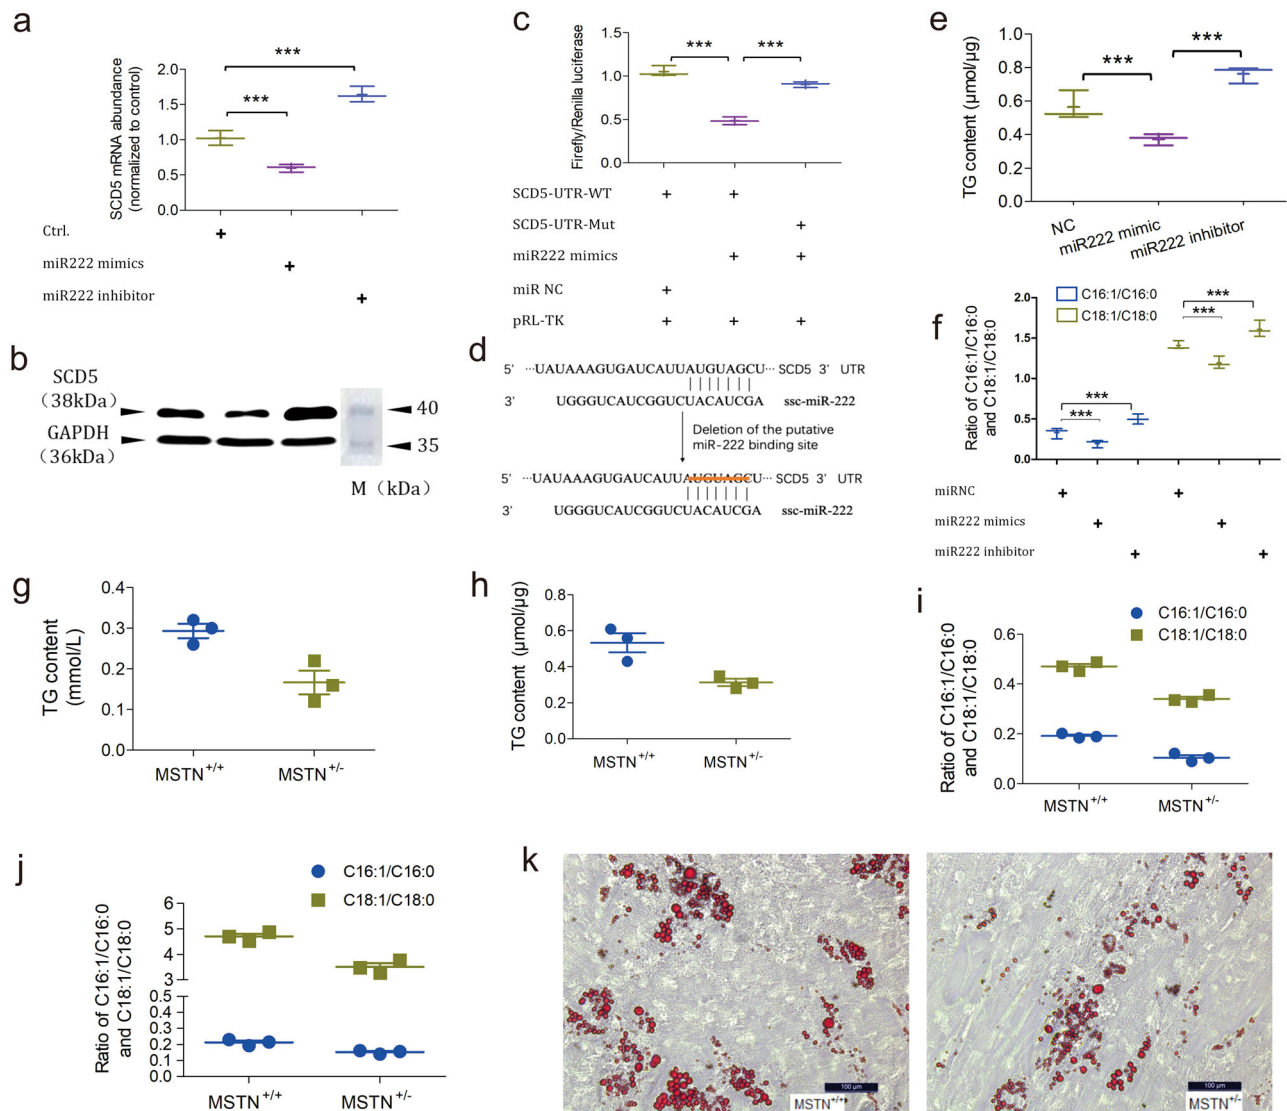 a
***
***
SCD5 mRNA abundance
(normalized to control)
2.0
1.5
1.0
0.5
0.0
Ctrl. +
miR222 mimics +
miR222 inhibitor +
b
SCD5
(38kDa)
GAPDH
(36kDa)
40
35
M (kDa)
c
Firefly/Renilla luciferase
1.5
1.0
0.5
0.0
*** ***
SCD5-UTR-WT + +
SCD5-UTR-Mut +
miR222 mimics + +
miR NC +
pRL-TK + + +
d
5' ···UAUAAAGUGAUCAUUAUGUAGCU··· SCD5 3' UTR
3' UGGGUCAUCGGUCUACAUCGA ssc-miR-222
Deletion of the putative
miR-222 binding site
5' ···UAUAAAGUGAUCAUUAUGUAGCU··· SCD5 3' UTR
3' UGGGUCAUCGGUCUACAUCGA ssc-miR-222
e
TG content (μmol/μg)
1.0
0.8
0.6
0.4
0.2
0.0
***
***
NC
miR222 mimic
miR222 inhibitor
f
Ratio of C16:1/C16:0
and C18:1/C18:0
2.0
1.5
1.0
0.5
0.0
C16:1/C16:0
C18:1/C18:0
***
***
***
***
miRNC + +
miR222 mimics + +
miR222 inhibitor + +
g
TG content
(mmol/L)
0.4
0.3
0.2
0.1
0.0
MSTN+/+ MSTN+/-
h
TG content (μmol/μg)
0.8
0.6
0.4
0.2
0.0
MSTN+/+ MSTN+/-
i
Ratio of C16:1/C16:0
and C18:1/C18:0
C16:1/C16:0
C18:1/C18:0
0.6
0.4
0.2
0.0
MSTN+/+ MSTN+/-
j
Ratio of C16:1/C16:0
and C18:1/C18:0
C16:1/C16:0
C18:1/C18:0
6
5
4
3
0.5
0.4
0.3
0.2
0.1
0.0
MSTN+/+ MSTN+/-
k
100 μm
MSTN+/+
100 μm
MSTN+/-